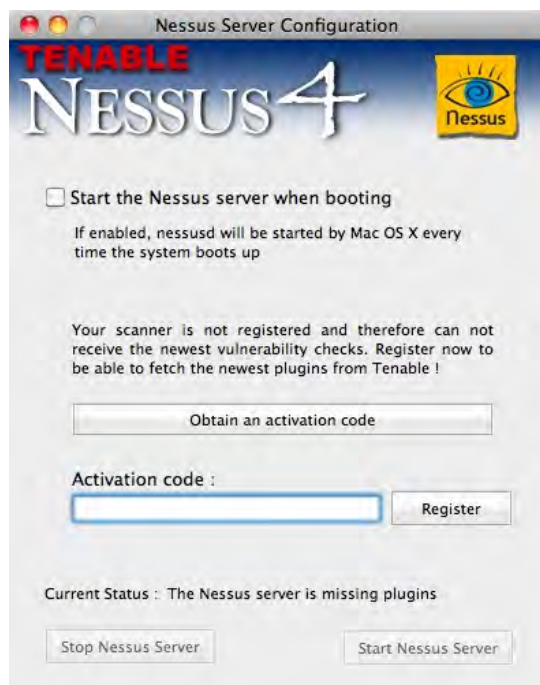 Nessus Server Configuration
TENABLE
NESSUS 4
Nessus
Start the Nessus server when booting
If enabled, nessusd will be started by Mac OS X every
time the system boots up
Your scanner is not registered and therefore can not
receive the newest vulnerability checks. Register now to
be able to fetch the newest plugins from Tenable !
Obtain an activation code
Activation code :
Register
Current Status : The Nessus server is missing plugins
Stop Nessus Server
Start Nessus Server